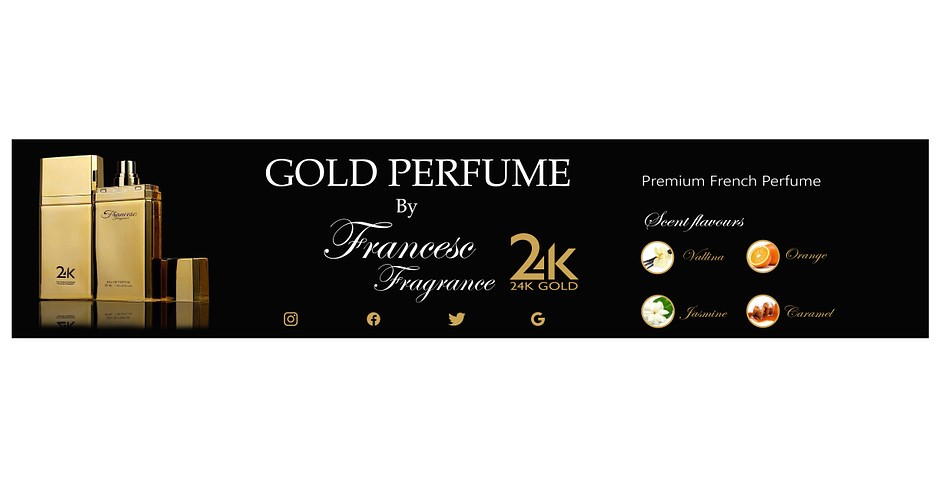 GOLD PERFUME
By
Francesc
Fragrance
24K
24K GOLD
Premium French Perfume
Scent flavours
Vallina
Orange
Jasmine
Caramel
Francesc
24K